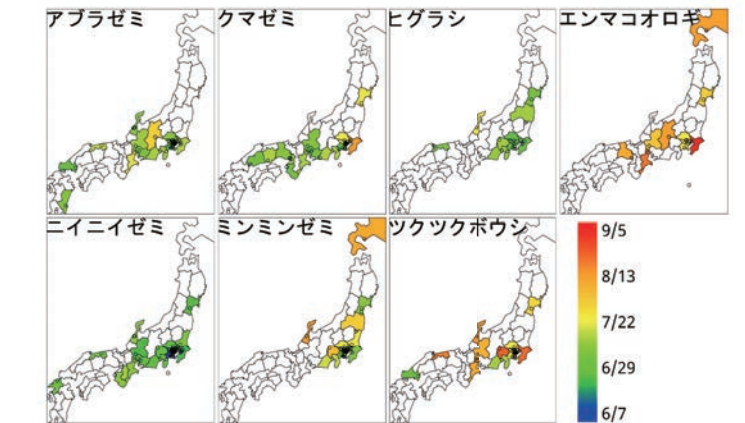 アブラゼミ
クマゼミ
ヒグラシ
エンマコオロギ
ニイニイゼミ
ミンミンゼミ
ツクツクボウシ
9/5
8/13
7/22
6/29
6/7